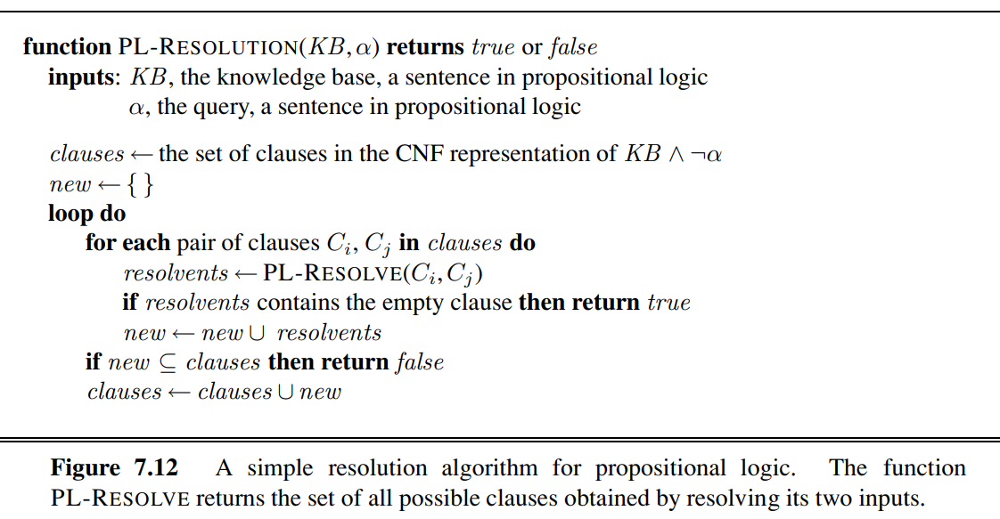 function PL-RESOLUTION(KB, α) returns true or false
inputs: KB, the knowledge base, a sentence in propositional logic
α, the query, a sentence in propositional logic
clauses ← the set of clauses in the CNF representation of KB ∧ ¬α
new ← { }
loop do
for each pair of clauses Ci, Cj in clauses do
resolvents ← PL-RESOLVE(Ci, Cj)
if resolvents contains the empty clause then return true
new ← new ∪ resolvents
if new ⊆ clauses then return false
clauses ← clauses ∪ new
Figure 7.12 A simple resolution algorithm for propositional logic. The function
PL-RESOLVE returns the set of all possible clauses obtained by resolving its two inputs.